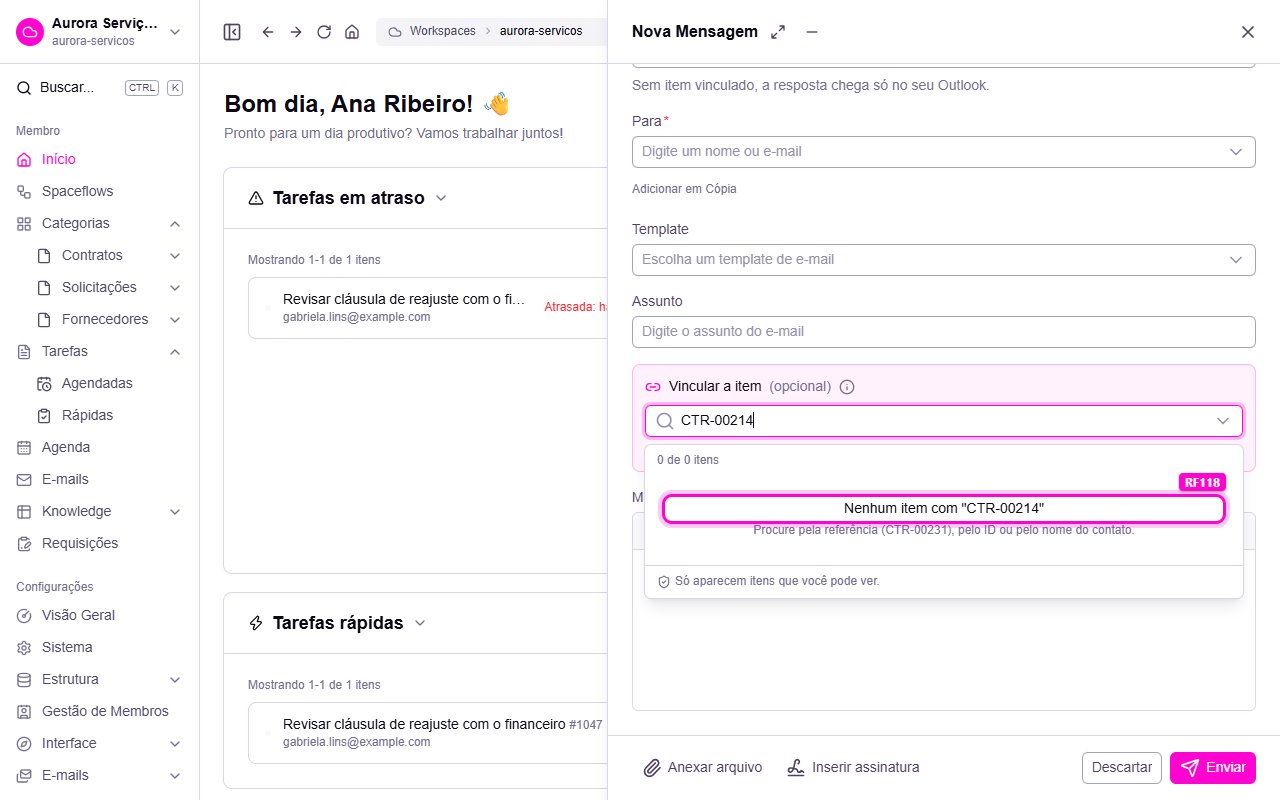 Aurora Serviç...
aurora-servicos
Buscar...
CTRL
K
Membro
Início
Spaceflows
Categorias
Contratos
Solicitações
Fornecedores
Tarefas
Agendadas
Rápidas
Agenda
E-mails
Knowledge
Requisições
Configurações
Visão Geral
Sistema
Estrutura
Gestão de Membros
Interface
E-mails
Workspaces
aurora-servicos
Bom dia, Ana Ribeiro! 👋
Pronto para um dia produtivo? Vamos trabalhar juntos!
Tarefas em atraso
Mostrando 1-1 de 1 itens
Revisar cláusula de reajuste com o fi...
gabriela.lins@example.com
Atrasada: h
Tarefas rápidas
Mostrando 1-1 de 1 itens
Revisar cláusula de reajuste com o financeiro #1047
gabriela.lins@example.com
Nova Mensagem
Sem item vinculado, a resposta chega só no seu Outlook.
Para*
Digite um nome ou e-mail
Adicionar em Cópia
Template
Escolha um template de e-mail
Assunto
Digite o assunto do e-mail
Vincular a item (opcional)
CTR-00214
0 de 0 itens
RF118
Nenhum item com "CTR-00214"
Procure pela referência (CTR-00231), pelo ID ou pelo nome do contato.
Só aparecem itens que você pode ver.
M
Anexar arquivo
Inserir assinatura
Descartar
Enviar